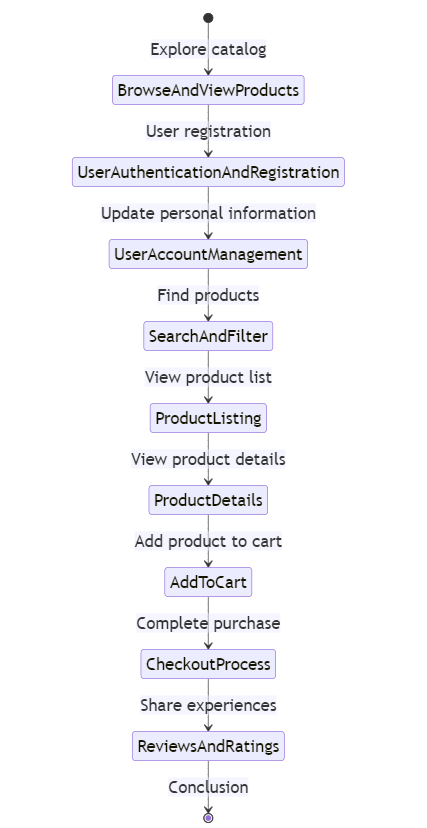 Explore catalog
BrowseAndViewProducts
User registration
UserAuthenticationAndRegistration
Update personal information
UserAccountManagement
Find products
SearchAndFilter
View product list
ProductListing
View product details
ProductDetails
Add product to cart
AddToCart
Complete purchase
CheckoutProcess
Share experiences
ReviewsAndRatings
Conclusion